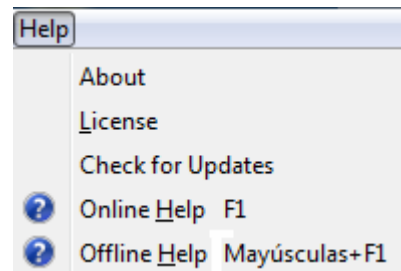 Help
About
License
Check for Updates
Online Help F1
Offline Help Mayúsculas+F1